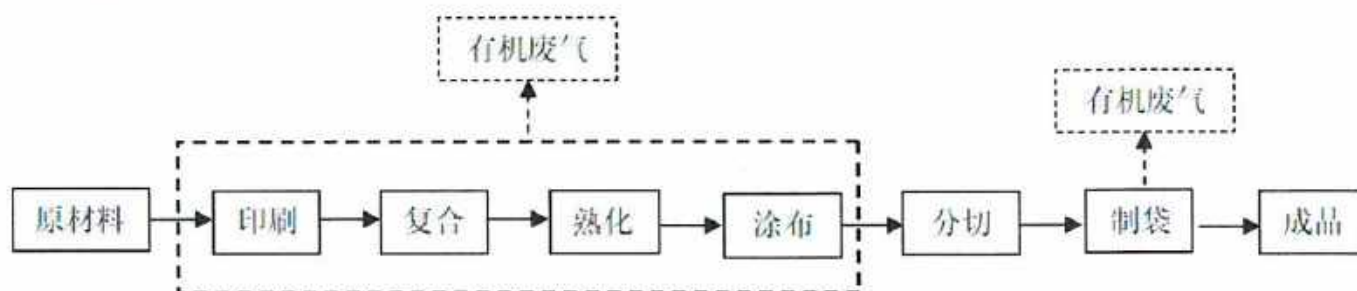 有机废气
有机废气
原材料
印刷
复合
熟化
涂布
分切
制袋
成品